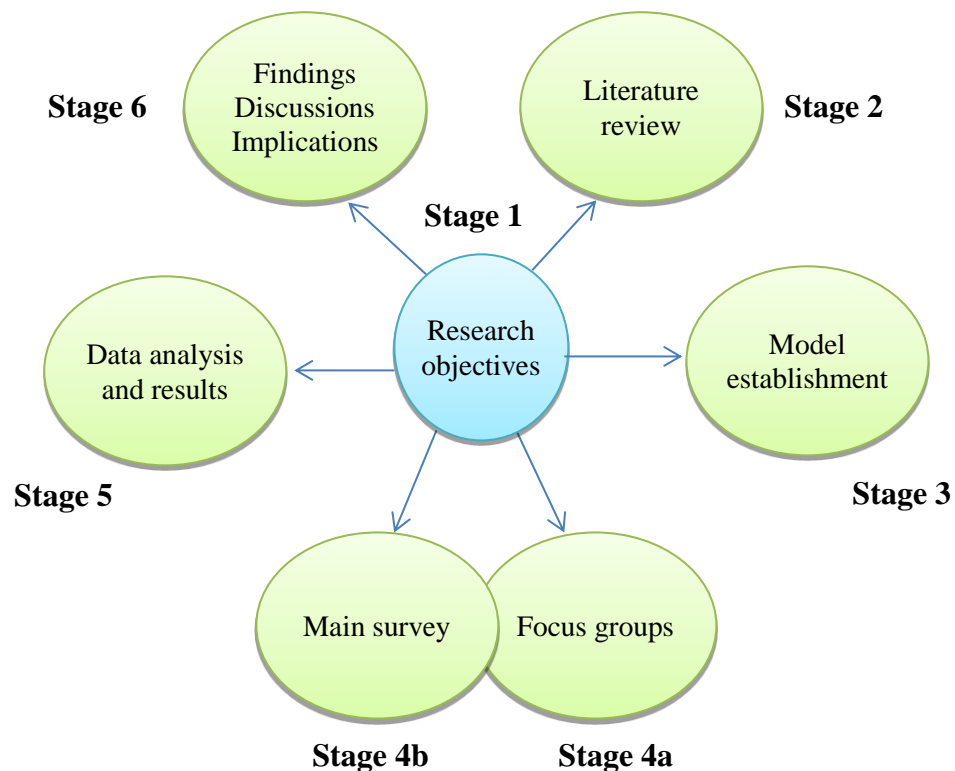 Findings
Discussions
Implications
Stage 6
Literature
review
Stage 2
Stage 1
Research
objectives
Data analysis
and results
Stage 5
Model
establishment
Stage 3
Main survey
Focus groups
Stage 4b
Stage 4a